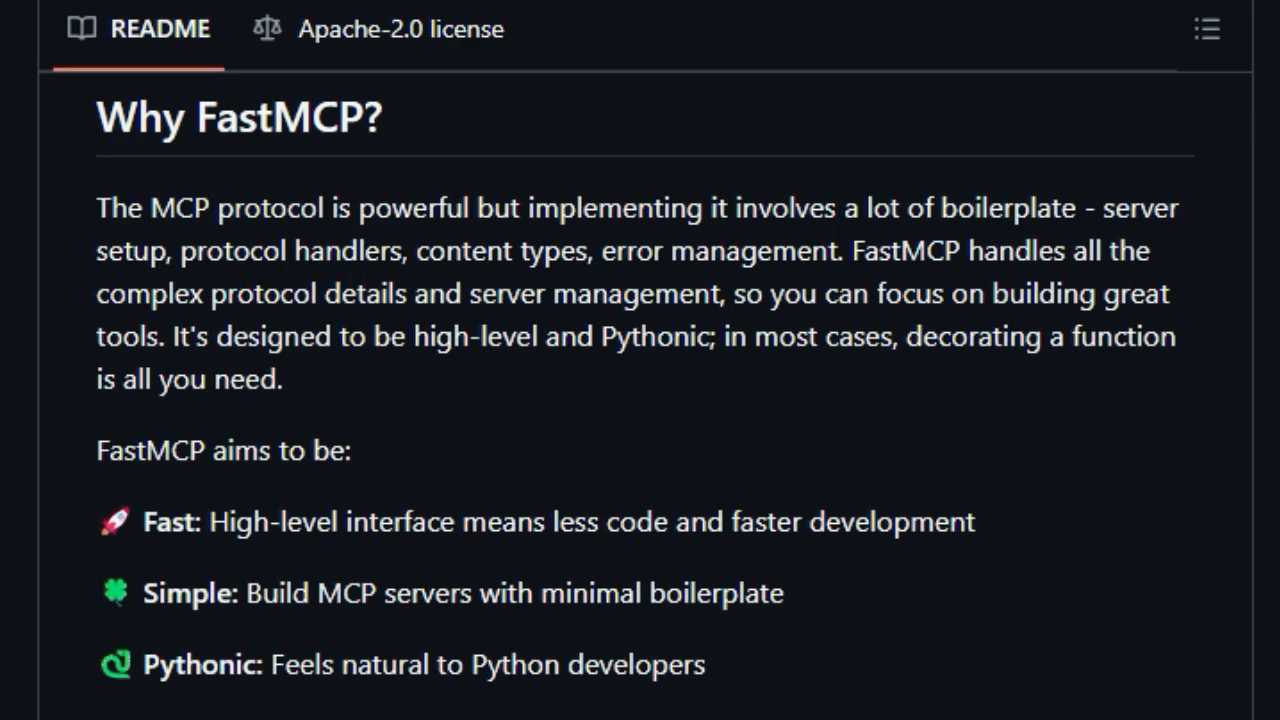 README
Apache-2.0 license
Why FastMCP?
The MCP protocol is powerful but implementing it involves a lot of boilerplate - server
setup, protocol handlers, content types, error management. FastMCP handles all the
complex protocol details and server management, so you can focus on building great
tools. It's designed to be high-level and Pythonic; in most cases, decorating a function
is all you need.
FastMCP aims to be:
🚀 Fast: High-level interface means less code and faster development
🍀 Simple: Build MCP servers with minimal boilerplate
🐍 Pythonic: Feels natural to Python developers